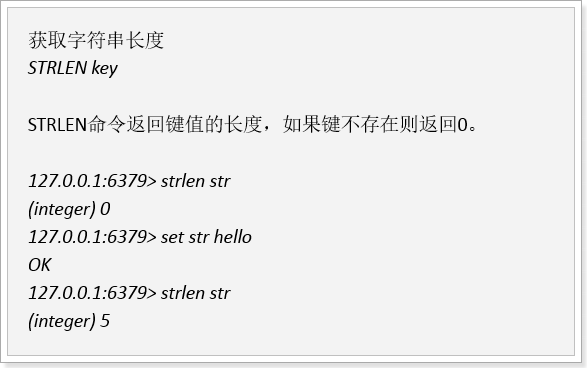 获取字符串长度
STRLEN key
STRLEN命令返回键值的长度，如果键不存在则返回0。
127.0.0.1:6379> strlen str
(integer) 0
127.0.0.1:6379> set str hello
OK
127.0.0.1:6379> strlen str
(integer) 5